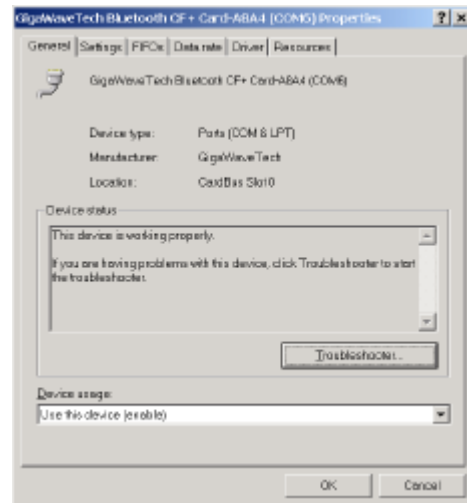 GigaWaveTech Bluetooth CF+ Card-ABA4 (COM6) Properties
General Settings FIFOs Data rate Driver Resources
GigaWaveTech Bluetooth CF+ Card-ABA4 (COM6)
Device type: Ports (COM & LPT)
Manufacturer: GigaWaveTech
Location: CardBus Slot0
Device status
This device is working properly.
If you are having problems with this device, click Troubleshooter to start
the troubleshooter.
Troubleshooter...
Device usage:
Use this device (enable)
OK Cancel